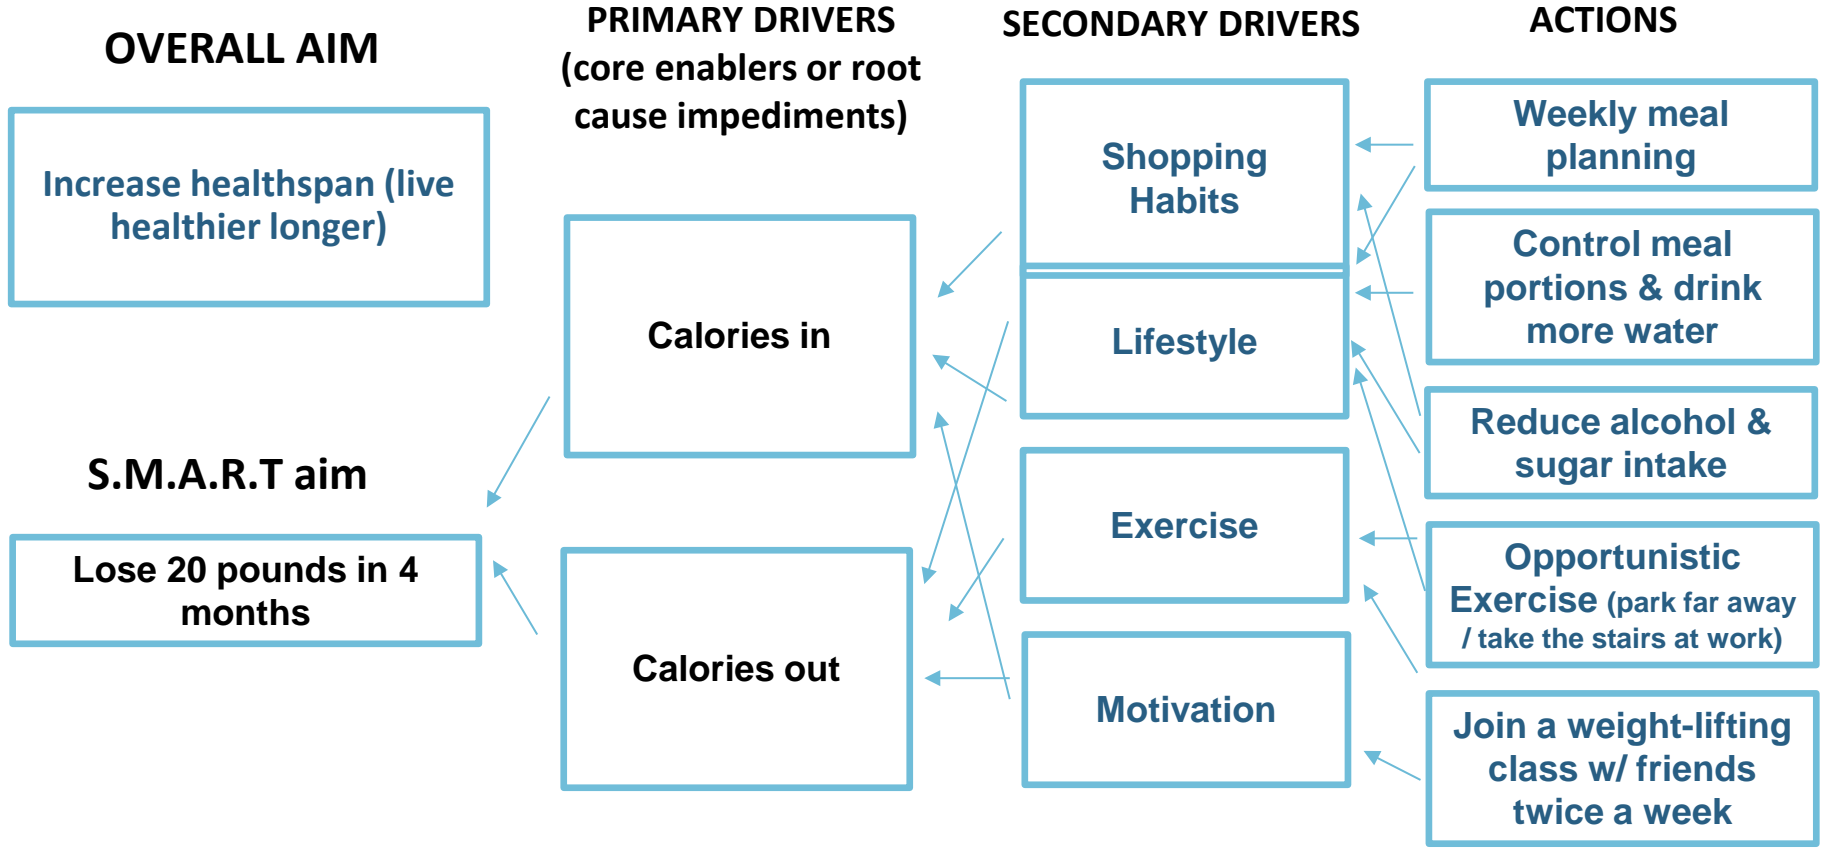 OVERALL AIM
Increase healthspan (live
healthier longer)
S.M.A.R.T aim
Lose 20 pounds in 4
months
PRIMARY DRIVERS
(core enablers or root
cause impediments)
Calories in
Calories out
SECONDARY DRIVERS
Shopping
Habits
Lifestyle
Exercise
Motivation
ACTIONS
Weekly meal
planning
Control meal
portions & drink
more water
Reduce alcohol &
sugar intake
Opportunistic
Exercise (park far away
/ take the stairs at work)
Join a weight-lifting
class w/ friends
twice a week